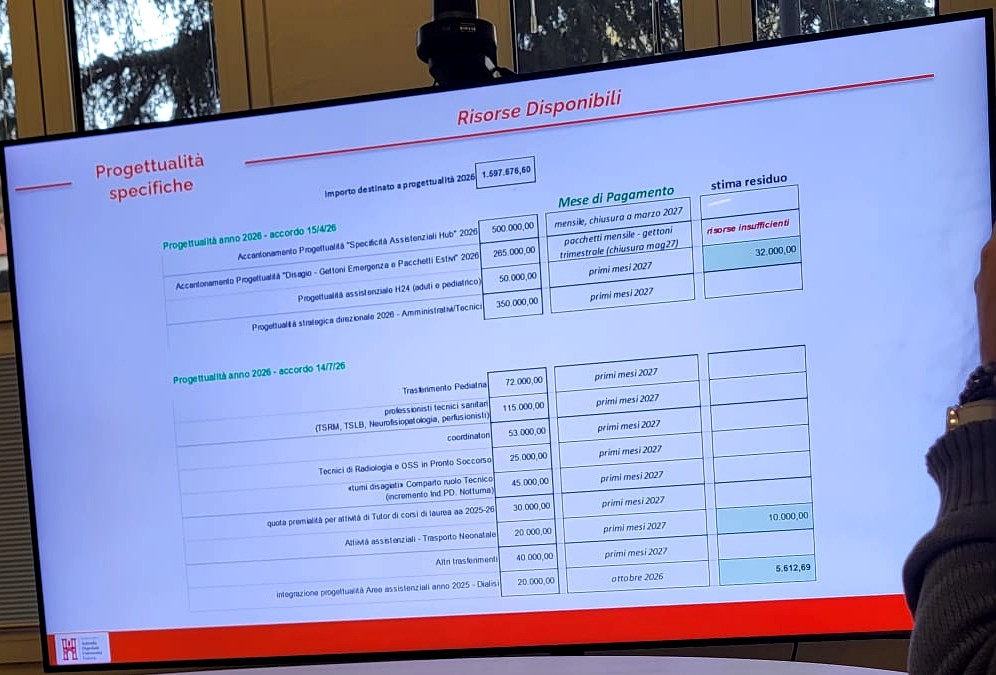 Risorse Disponibili
Progettualità
specifiche
Importo destinato a progettualità 2026 1.597.676,60
Mese di Pagamento stima residuo
Progettualità anno 2026 - accordo 15/4/26
Accantonamento Progettualità "Specificità Assistenziali Hub" 2026 500.000,00 mensile, chiusura a marzo 2027
Accantonamento Progettualità "Disagio - Gettoni Emergenza e Pacchetti Estivi" 2026 265.000,00 pacchetti mensile - gettoni risorse insufficienti
trimestrale (chiusura mag27)
Progettualità assistenziale H24 (adulti e pediatrico) 50.000,00 primi mesi 2027 32.000,00
Progettualità strategica direzionale 2026 - Amministrativi/Tecnici 350.000,00 primi mesi 2027
Progettualità anno 2026 - accordo 14/7/26
Trasferimento Pediatria 72.000,00 primi mesi 2027
professionisti tecnici sanitari
(TSRM, TSLB, Neurofisiopatologia, perfusionisti) 115.000,00 primi mesi 2027
coordinatori 53.000,00 primi mesi 2027
Tecnici di Radiologia e OSS in Pronto Soccorso 25.000,00 primi mesi 2027
«turni disagiati» Comparto ruolo Tecnico
(incremento Ind.PD. Notturna) 45.000,00 primi mesi 2027
quota premialità per attività di Tutor di corsi di laurea aa 2025-26 30.000,00 primi mesi 2027
Attività assistenziali - Trasporto Neonatale 20.000,00 primi mesi 2027 10.000,00
Altri trasferimenti 40.000,00 primi mesi 2027
integrazione progettualità Aree assistenziali anno 2025 - Dialisi 20.000,00 ottobre 2026 5.612,69